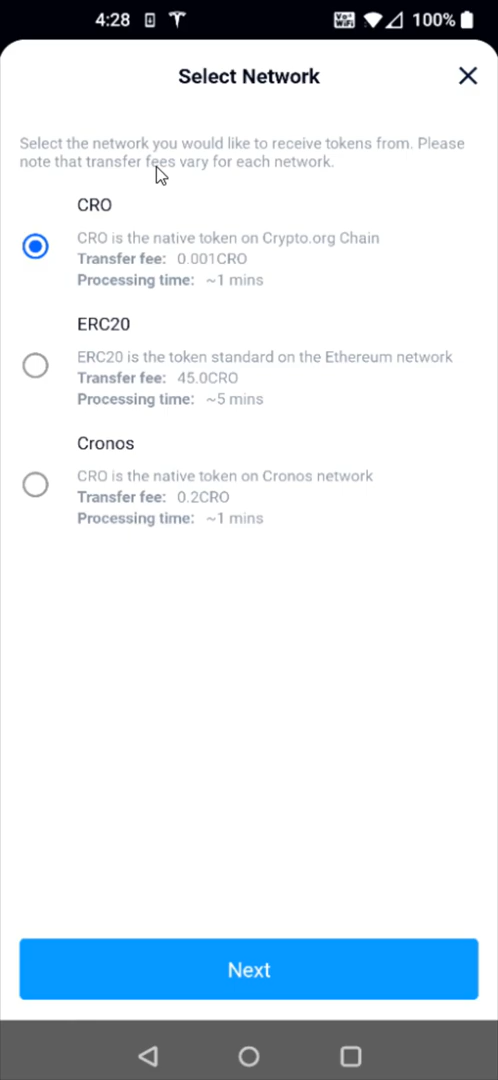 4:28
Vo+ WiFi 100%
Select Network
Select the network you would like to receive tokens from. Please
note that transfer fees vary for each network.
CRO
CRO is the native token on Crypto.org Chain
Transfer fee: 0.001CRO
Processing time: ~1 mins
ERC20
ERC20 is the token standard on the Ethereum network
Transfer fee: 45.0CRO
Processing time: ~5 mins
Cronos
CRO is the native token on Cronos network
Transfer fee: 0.2CRO
Processing time: ~1 mins
Next